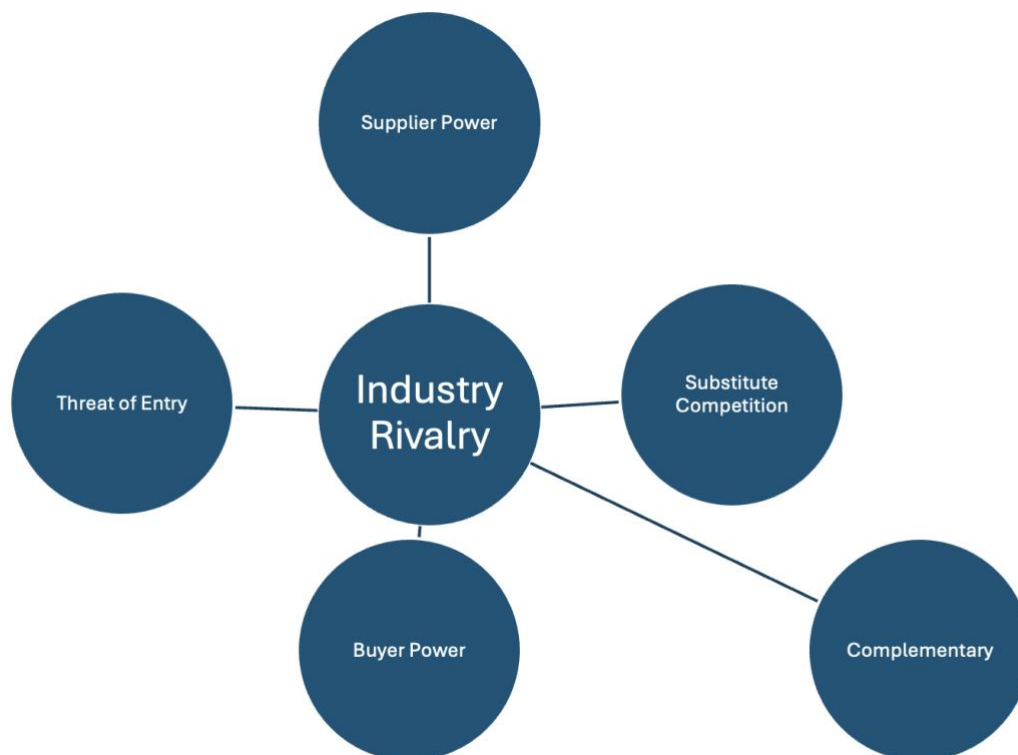 Supplier Power
Threat of Entry
Industry
Rivalry
Substitute
Competition
Buyer Power
Complementary